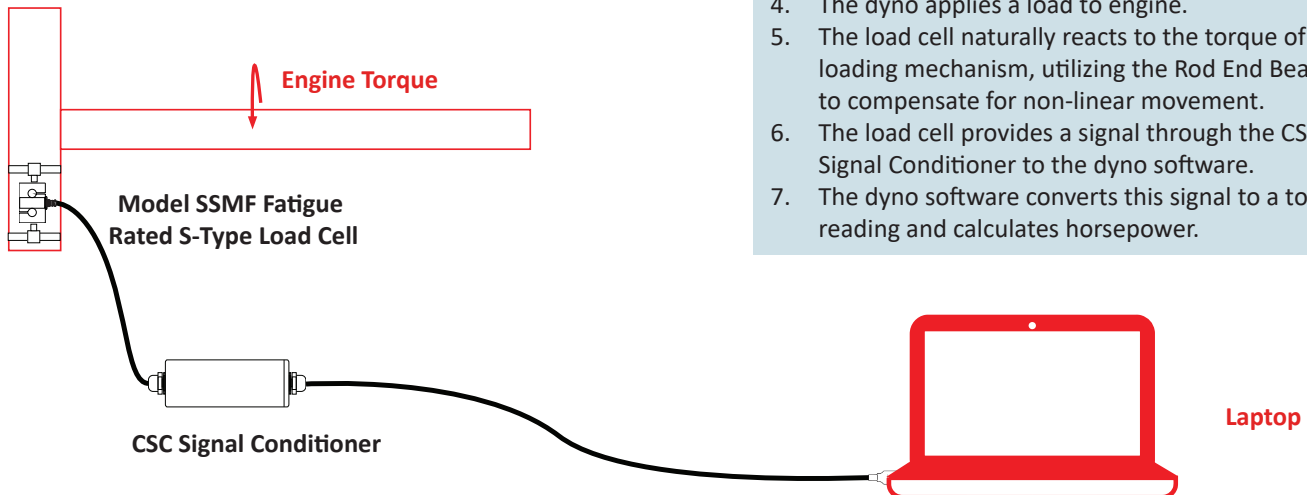 4. The dyno applies a load to engine.
5. The load cell naturally reacts to the torque of
loading mechanism, utilizing the Rod End Bea
to compensate for non-linear movement.
6. The load cell provides a signal through the CS
Signal Conditioner to the dyno software.
7. The dyno software converts this signal to a to
reading and calculates horsepower.
Engine Torque
Model SSMF Fatigue
Rated S-Type Load Cell
CSC Signal Conditioner
Laptop